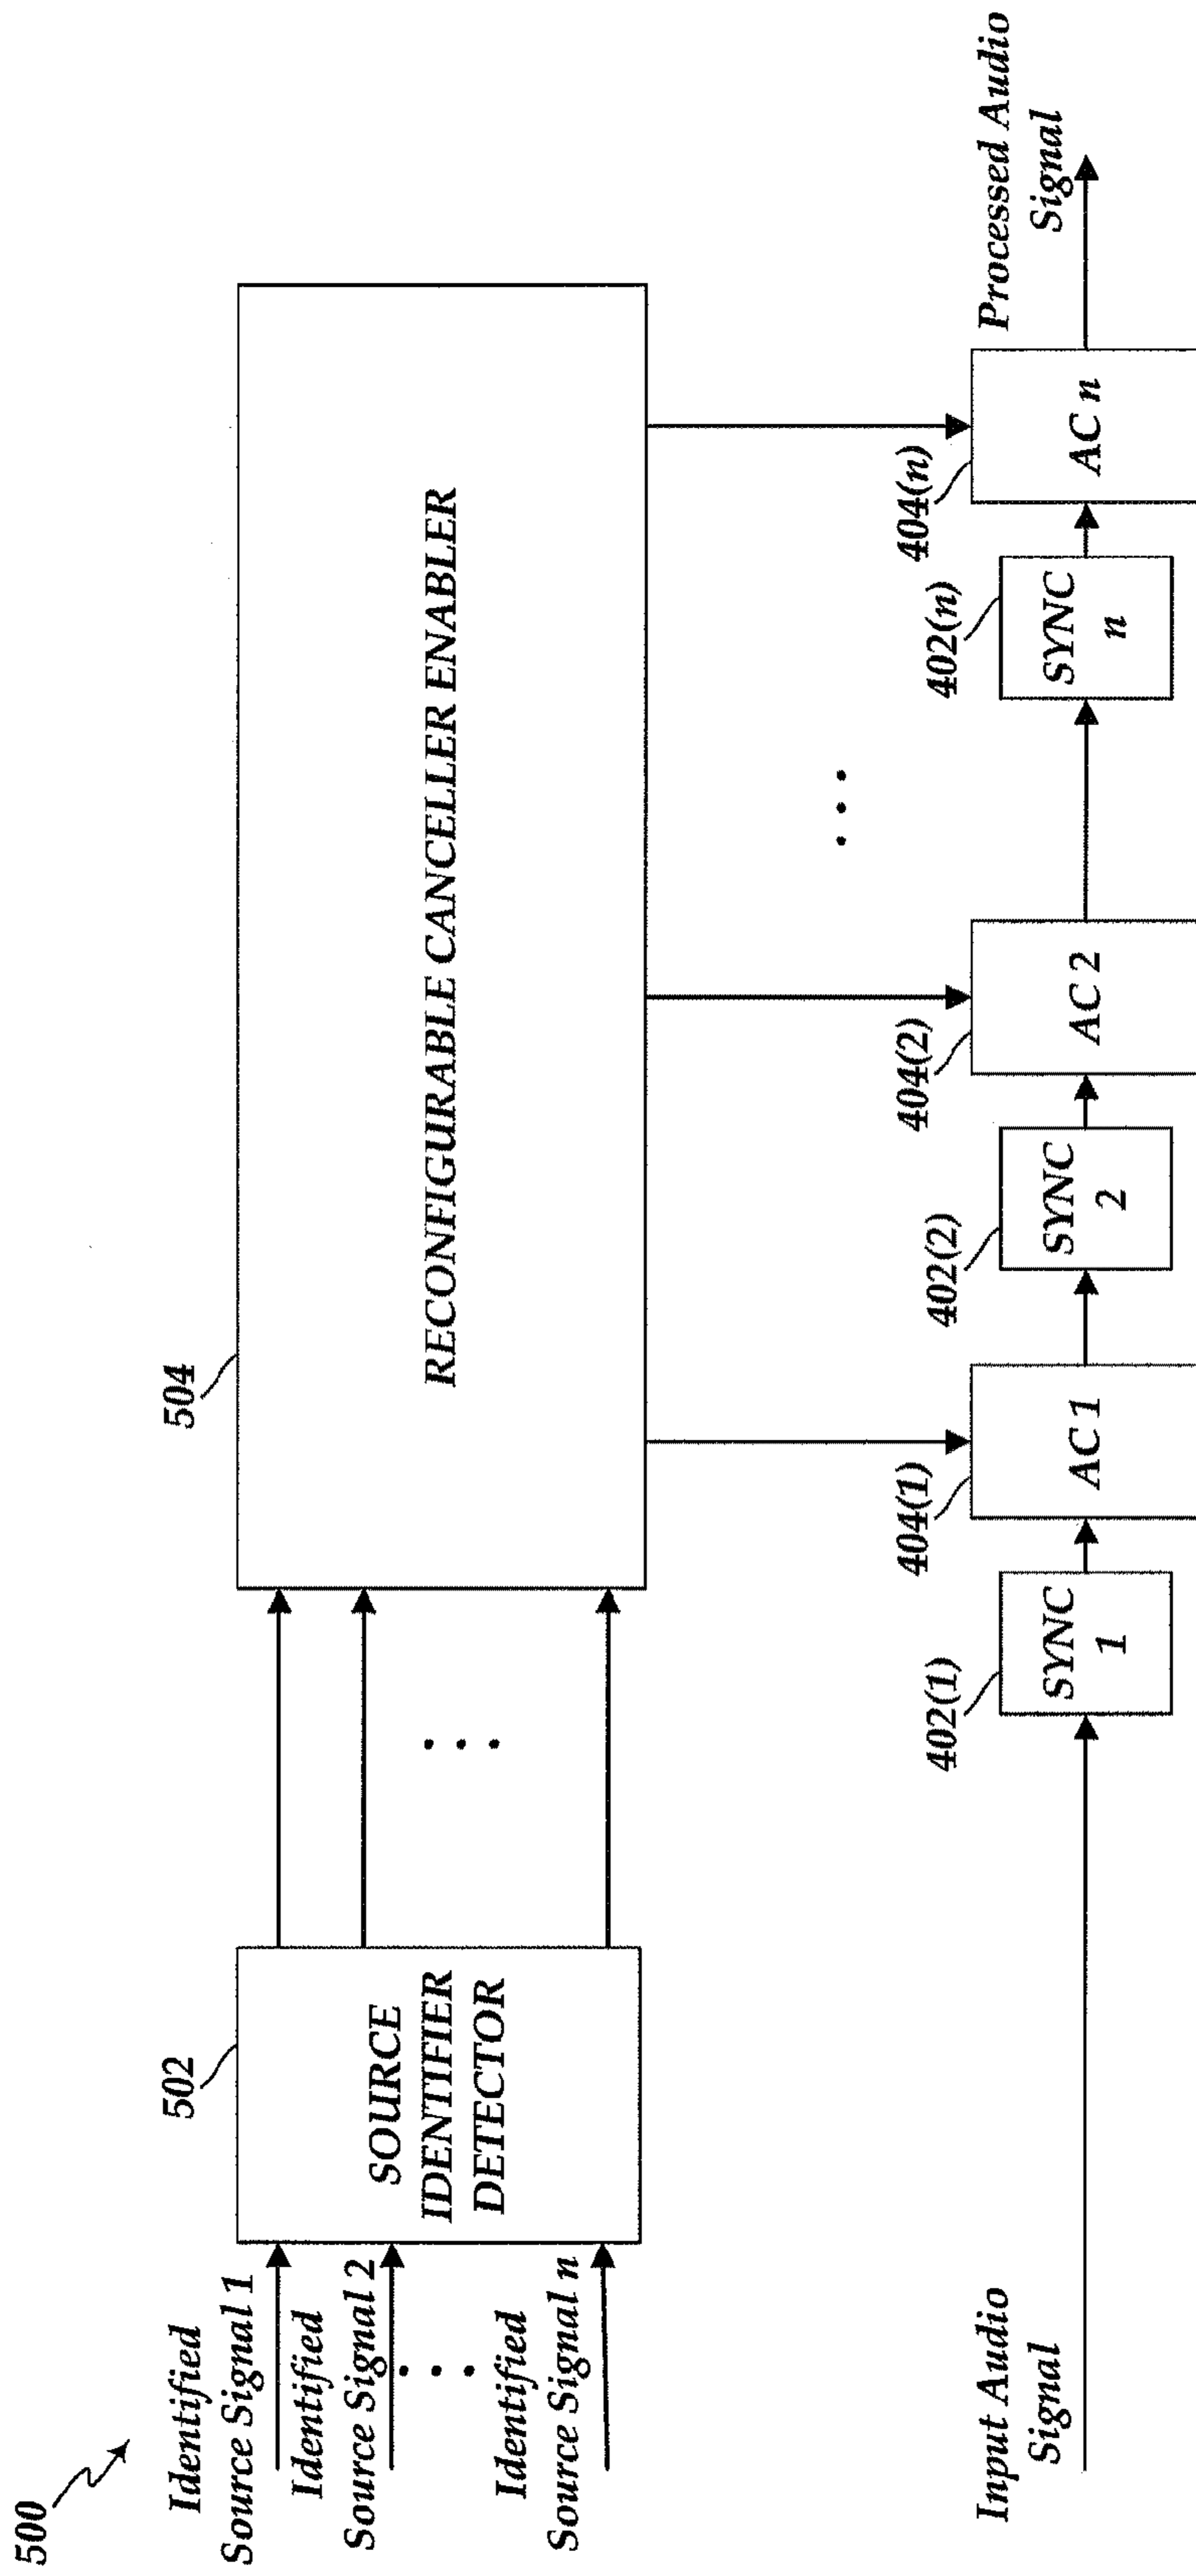 500
Identified
Source Signal 1
Identified
Source Signal 2
Identified
Source Signal n
502
SOURCE
IDENTIFIER
DETECTOR
504
RECONFIGURABLE CANCELLER ENABLER
Input Audio
Signal
402(1)
SYNC
1
404(1)
AC 1
402(2)
SYNC
2
404(2)
AC 2
402(n)
SYNC
n
404(n)
AC n
Processed Audio
Signal